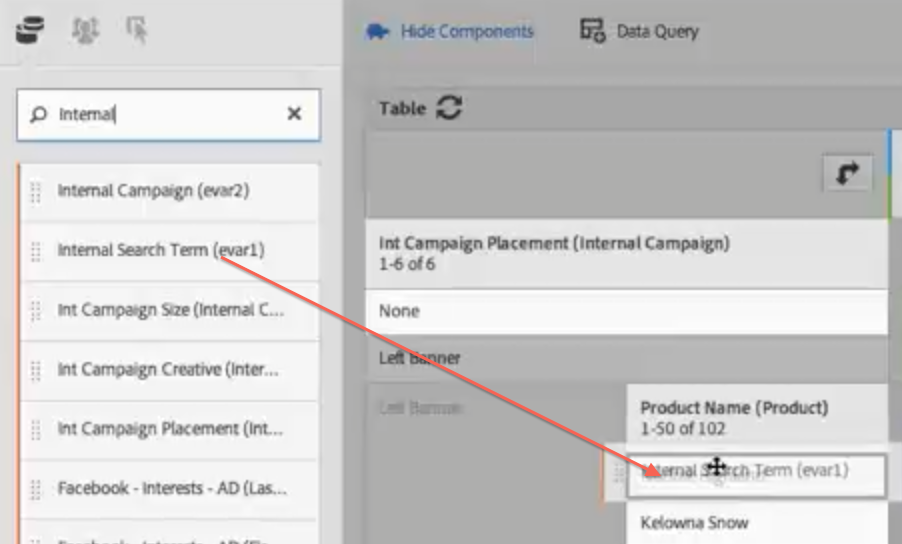 Hide Components
Data Query
Internal
Internal Campaign (evar2)
Internal Search Term (evar1)
Int Campaign Size (Internal C...
Int Campaign Creative (Inter...
Int Campaign Placement (Int...
Facebook - Interests - AD (Las...
Table
Int Campaign Placement (Internal Campaign)
1-6 of 6
None
Left Banner
Left Banner
Product Name (Product)
1-50 of 102
Internal Search Term (evar1)
Kelowna Snow